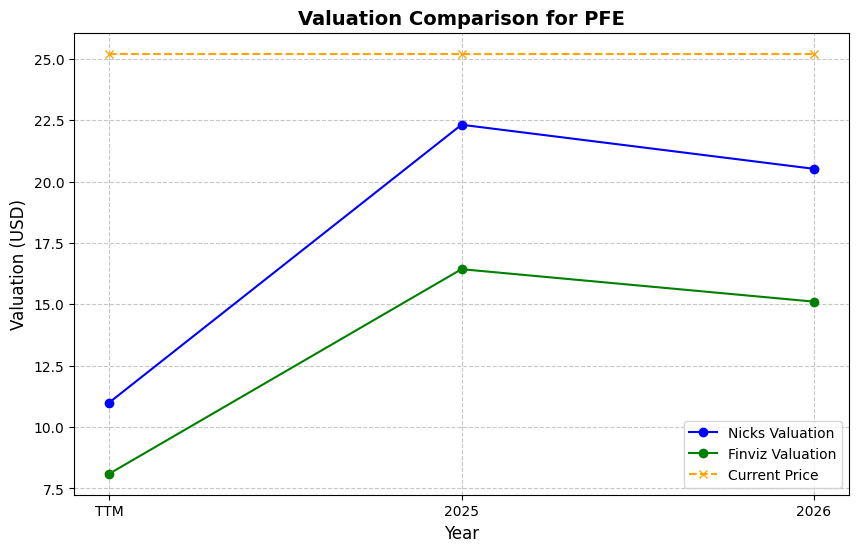 Valuation Comparison for PFE
Valuation (USD)
25.0
22.5
20.0
17.5
15.0
12.5
10.0
7.5
TTM 2025 2026
Year
Nicks Valuation
Finviz Valuation
Current Price